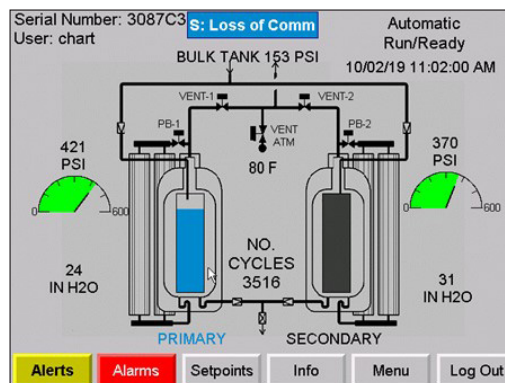 Serial Number: 3087C3
S: Loss of Comm
Automatic
User: chart
Run/Ready
BULK TANK 153 PSI
10/02/19 11:02:00 AM
VENT-1
VENT-2
PB-1
VENT
ATM
PB-2
421
PSI
80 F
370
PSI
0
600
0
600
NO.
CYCLES
3516
24
IN H2O
31
IN H2O
PRIMARY
SECONDARY
Alerts
Alarms
Setpoints
Info
Menu
Log Out